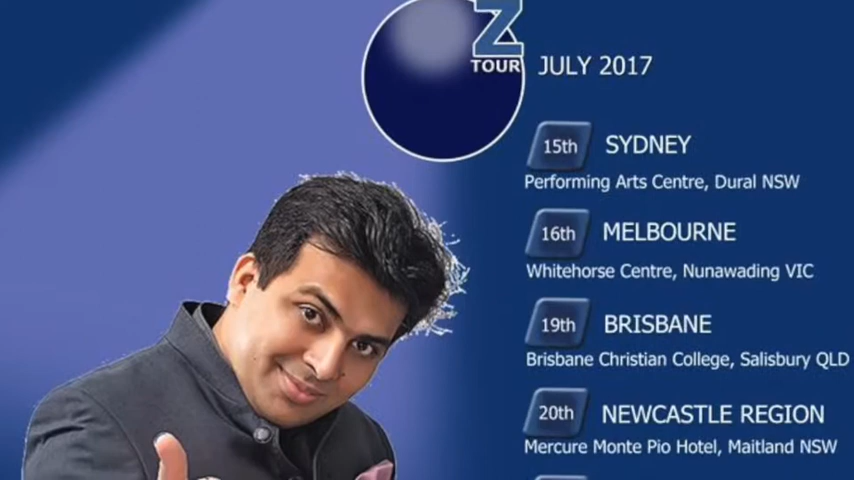 Z
TOUR
JULY 2017
15th SYDNEY
Performing Arts Centre, Dural NSW
16th MELBOURNE
Whitehorse Centre, Nunawading VIC
19th BRISBANE
Brisbane Christian College, Salisbury QLD
20th NEWCASTLE REGION
Mercure Monte Pio Hotel, Maitland NSW